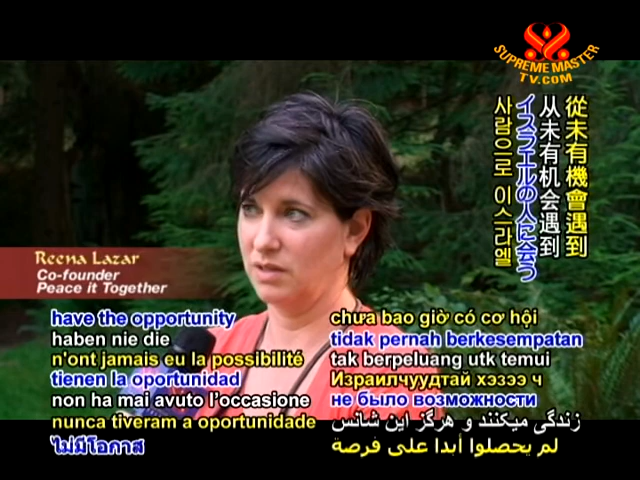 SUPREME MASTER
TV.COM
從未有機會遇到
从未有机会遇到
イスラエルの人に会う
사람으로 이스라엘
Reena Lazar
Co-founder
Peace it Together
have the opportunity
haben nie die
n'ont jamais eu la possibilité
tienen la oportunidad
non ha mai avuto l'occasione
nunca tiveram a oportunidade
ไม่มีโอกาส
chưa bao giờ có cơ hội
tidak pernah berkesempatan
tak berpeluang utk temui
Израилчуудтай хэзээ ч
не было возможности
زندگی میکنند و هرگز این شانس
لم يحصلوا أبدا على فرصة